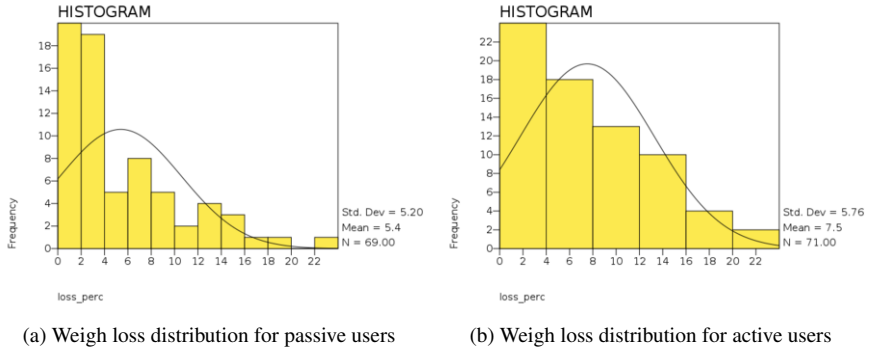 HISTOGRAM
18
16
14
12
10
8
6
4
2
0
Frequency
0 2 4 6 8 10 12 14 16 18 20 22
loss_perc
Std. Dev = 5.20
Mean = 5.4
N = 69.00
(a) Weigh loss distribution for passive users
HISTOGRAM
22
20
18
16
14
12
10
8
6
4
2
0
Frequency
0 2 4 6 8 10 12 14 16 18 20 22
loss_perc
Std. Dev = 5.76
Mean = 7.5
N = 71.00
(b) Weigh loss distribution for active users